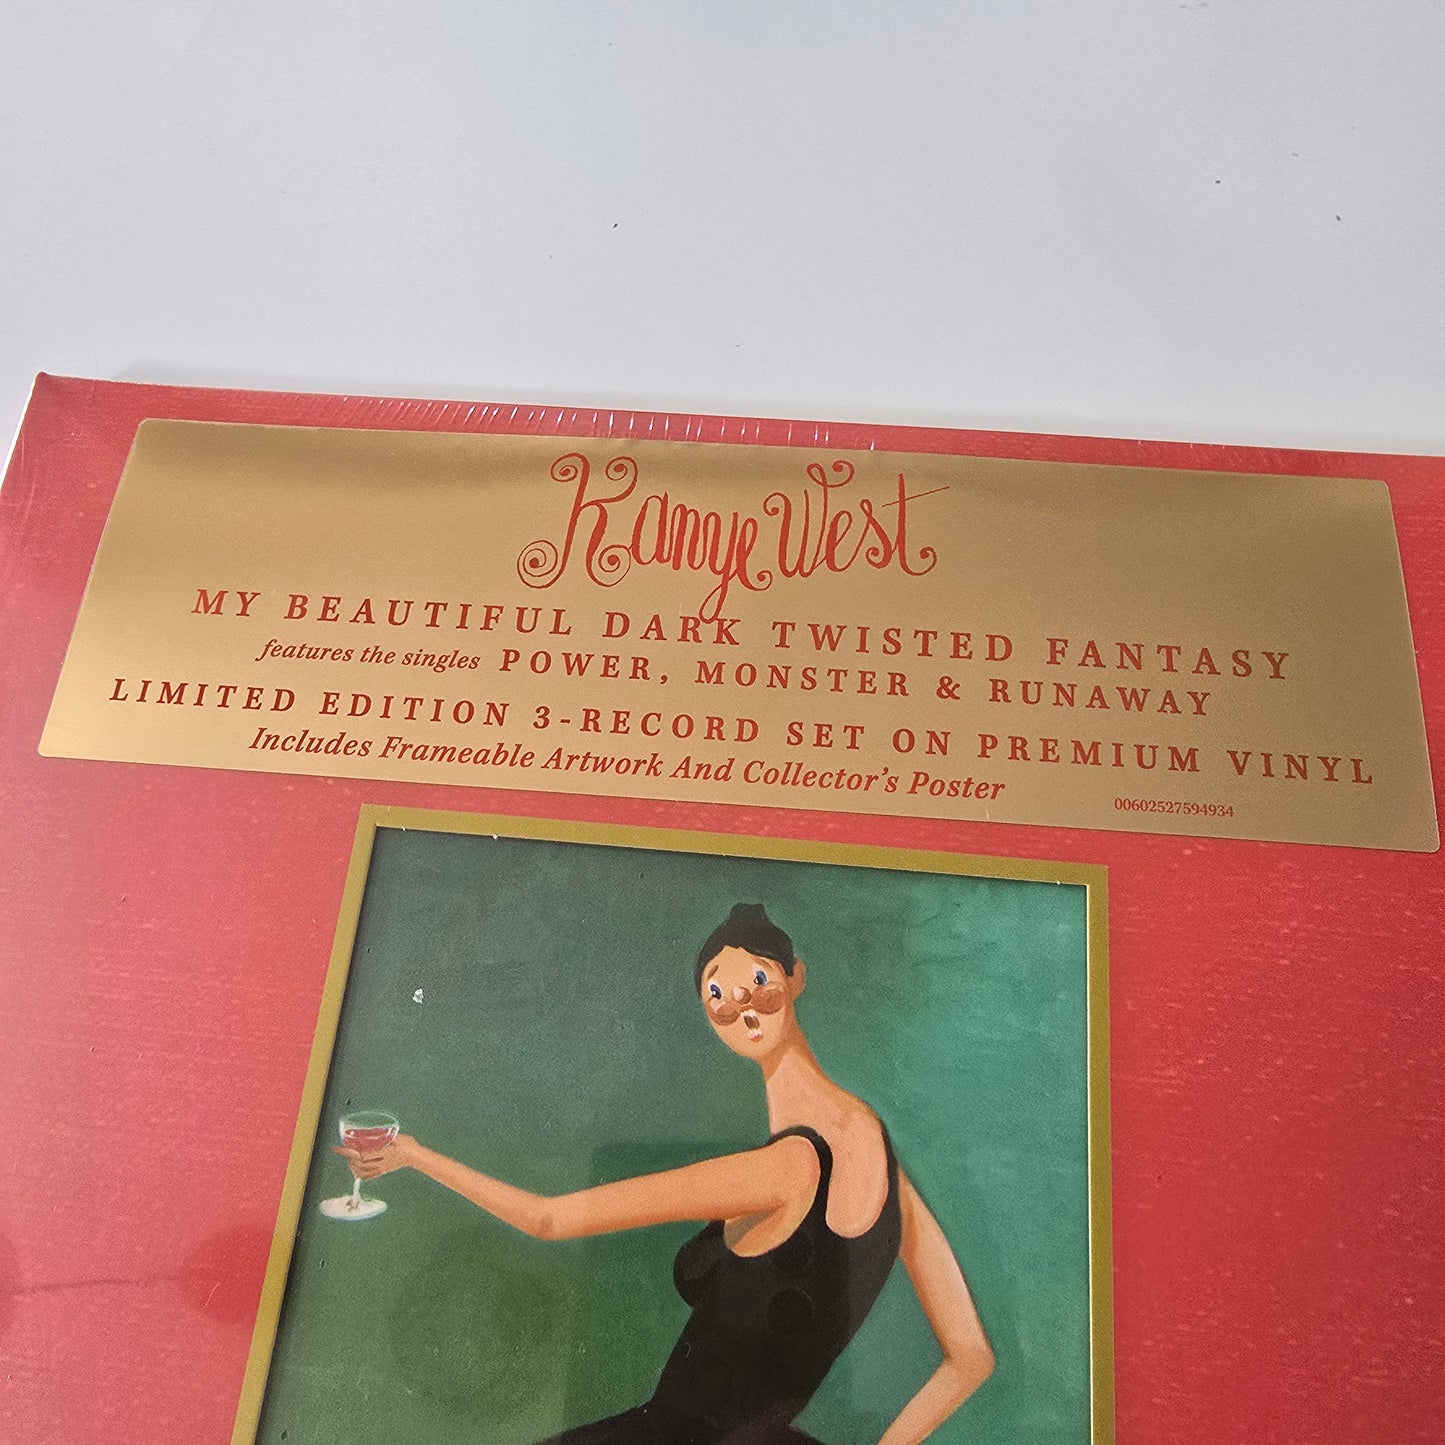 Kanye West
MY BEAUTIFUL DARK TWISTED FANTASY
features the singles POWER, MONSTER & RUNAWAY
LIMITED EDITION 3-RECORD SET ON PREMIUM VINYL
Includes Frameable Artwork And Collector's Poster
00602527594934